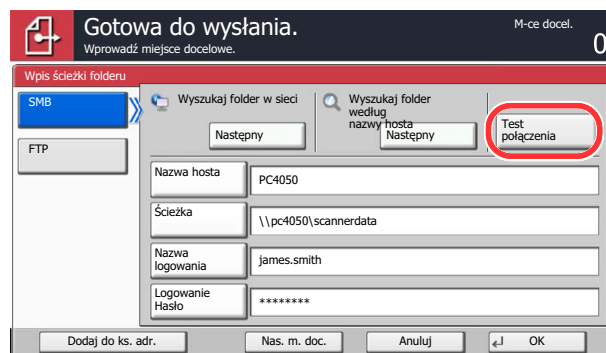 Gotowa do wysłania.
M-ce docel.
Wprowadź miejsce docelowe.
0
Wpis ścieżki folderu
SMB
FTP
Wyszukaj folder w sieci
Następny
Wyszukaj folder
według
nazwy hosta
Następny
Test
połączenia
Nazwa hosta
PC4050
Ścieżka
\\pc4050\scannerdata
Nazwa
logowania
james.smith
Logowanie
Hasło
********
Dodaj do ks. adr.
Nas. m. doc.
Anuluj
OK